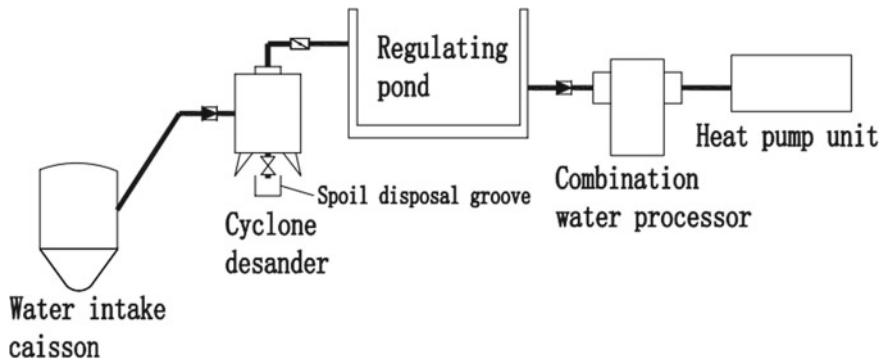 Regulating
pond
Heat pump unit
Spoil disposal groove
Combination
water processor
Cyclone
desander
Water intake
caisson